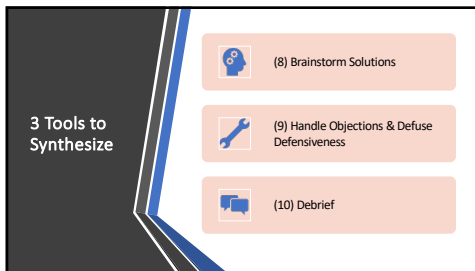 3 Tools to
Synthesize
(8) Brainstorm Solutions
(9) Handle Objections & Defuse
Defensiveness
(10) Debrief